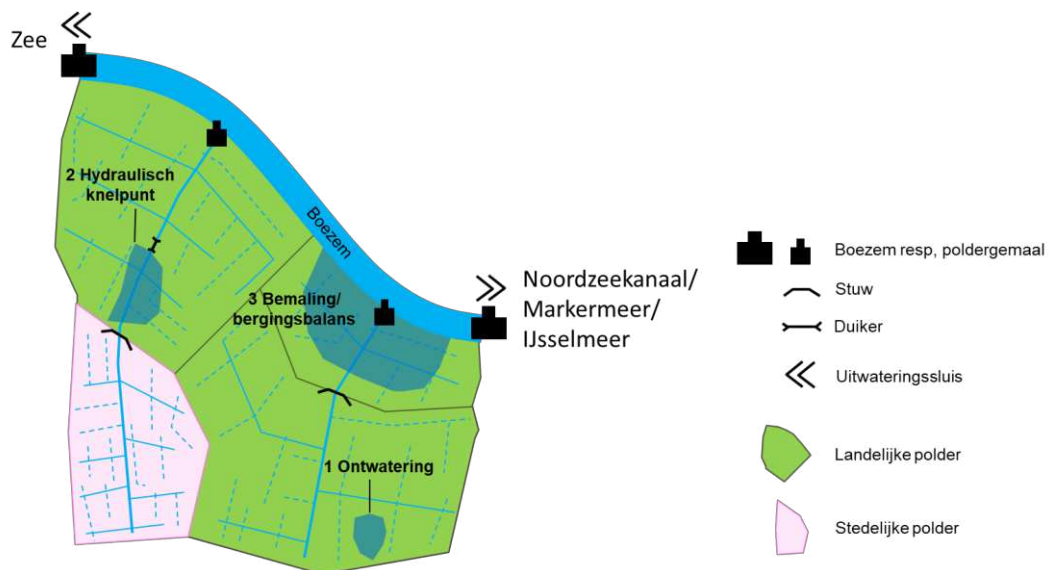 Zee
2 Hydraulisch
knelpunt
Boezem
3 Bemaling/
bergingsbalans
Noordzeekanaal/
Markermeer/
IJsselmeer
1 Ontwatering
Boezem resp, poldergemaal
Stuw
Duiker
Uitwateringssluis
Landelijke polder
Stedelijke polder